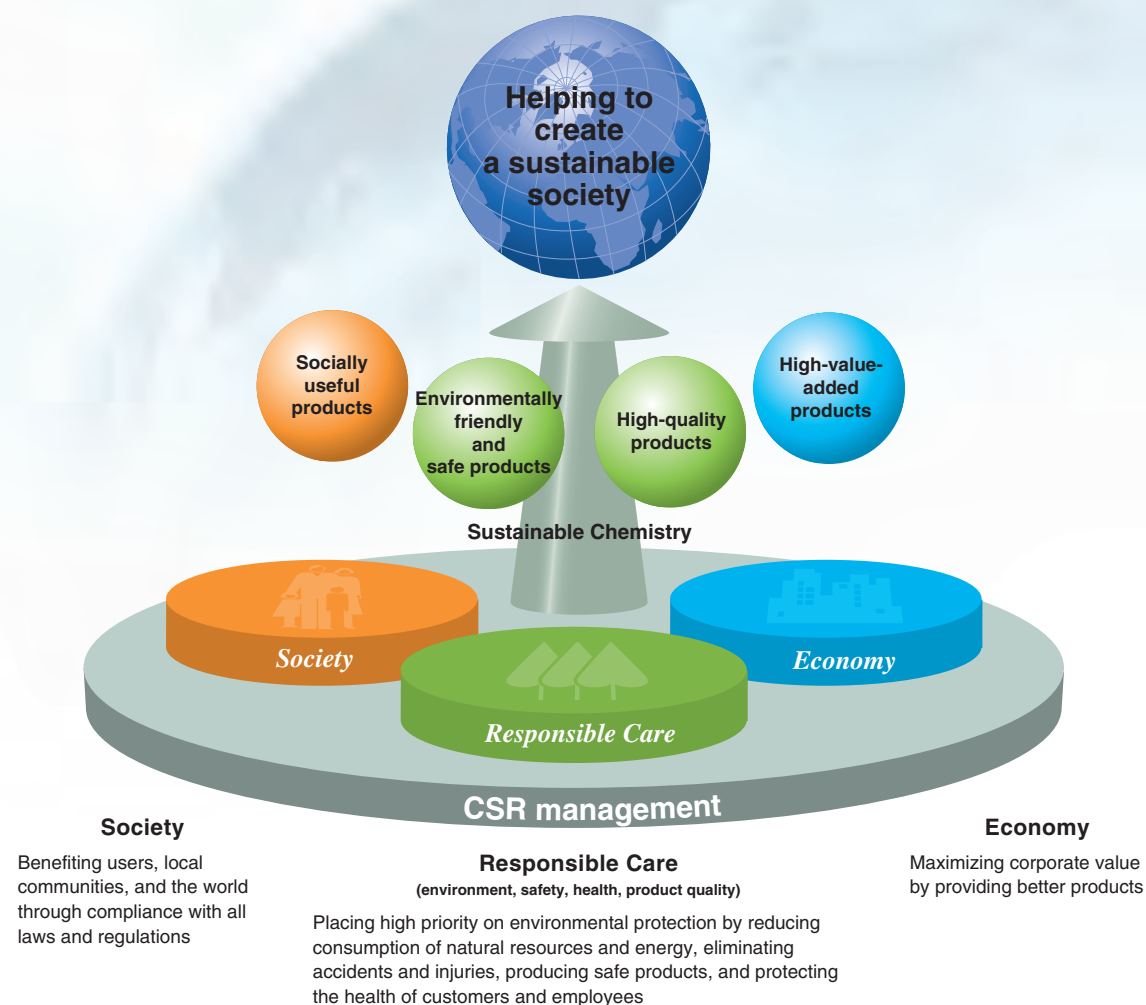 Helping to
create
a sustainable
society
Socially
useful
products
Environmentally
friendly
and
safe products
High-quality
products
High-value-
added
products
Sustainable Chemistry
Society
Responsible Care
Economy
CSR management
Society
Benefiting users, local
communities, and the world
through compliance with all
laws and regulations
Responsible Care
(environment, safety, health, product quality)
Placing high priority on environmental protection by reducing
consumption of natural resources and energy, eliminating
accidents and injuries, producing safe products, and protecting
the health of customers and employees
Economy
Maximizing corporate value
by providing better products